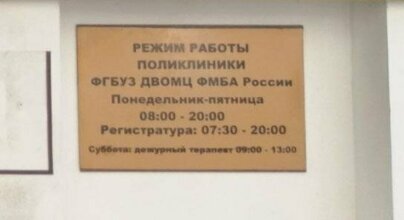 РЕЖИМ РАБОТЫ
ПОЛИКЛИНИКИ
ФГБУЗ ДВОМЦ ФМБА России
Понедельник-пятница
08:00 - 20:00
Регистратура: 07:30 - 20:00
Суббота: дежурный терапевт 09:00 - 13:00